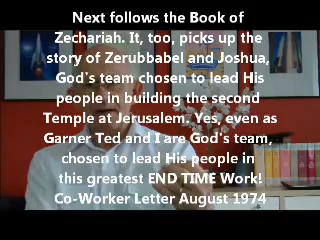 Next follows the Book of
Zechariah. It, too, picks up the
story of Zerubbabel and Joshua,
God's team chosen to lead His
people in building the second
Temple at Jerusalem. Yes, even as
Garner Ted and I are God's team,
chosen to lead His people in
this greatest END TIME Work!
Co-Worker Letter August 1974